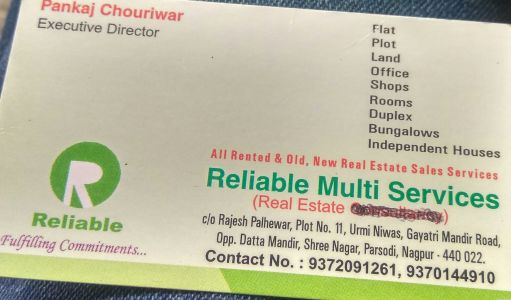 Pankaj Chouriwar
Executive Director
Flat
Plot
Land
Office
Shops
Rooms
Duplex
Bungalows
Independent Houses
All Rented & Old, New Real Estate Sales Services
R
Reliable
Fulfilling Commitments...
Reliable Multi Services
(Real Estate )
c/o Rajesh Palhewar, Plot No. 11, Urmi Niwas, Gayatri Mandir Road,
Opp. Datta Mandir, Shree Nagar, Parsodi, Nagpur - 440 022.
Contact No. : 9372091261, 9370144910